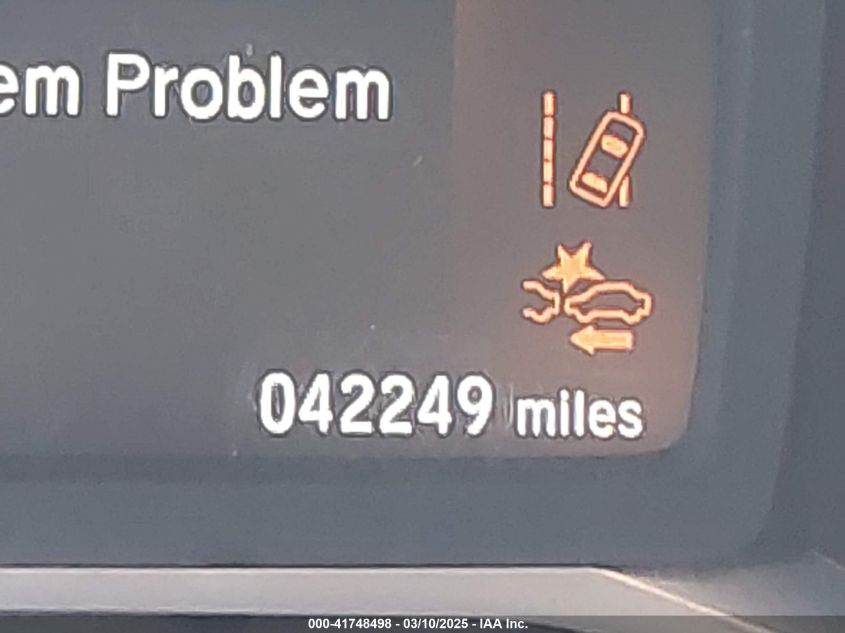 em Problem
042249 miles
000-41748498 - 03/10/2025 - IAA Inc.